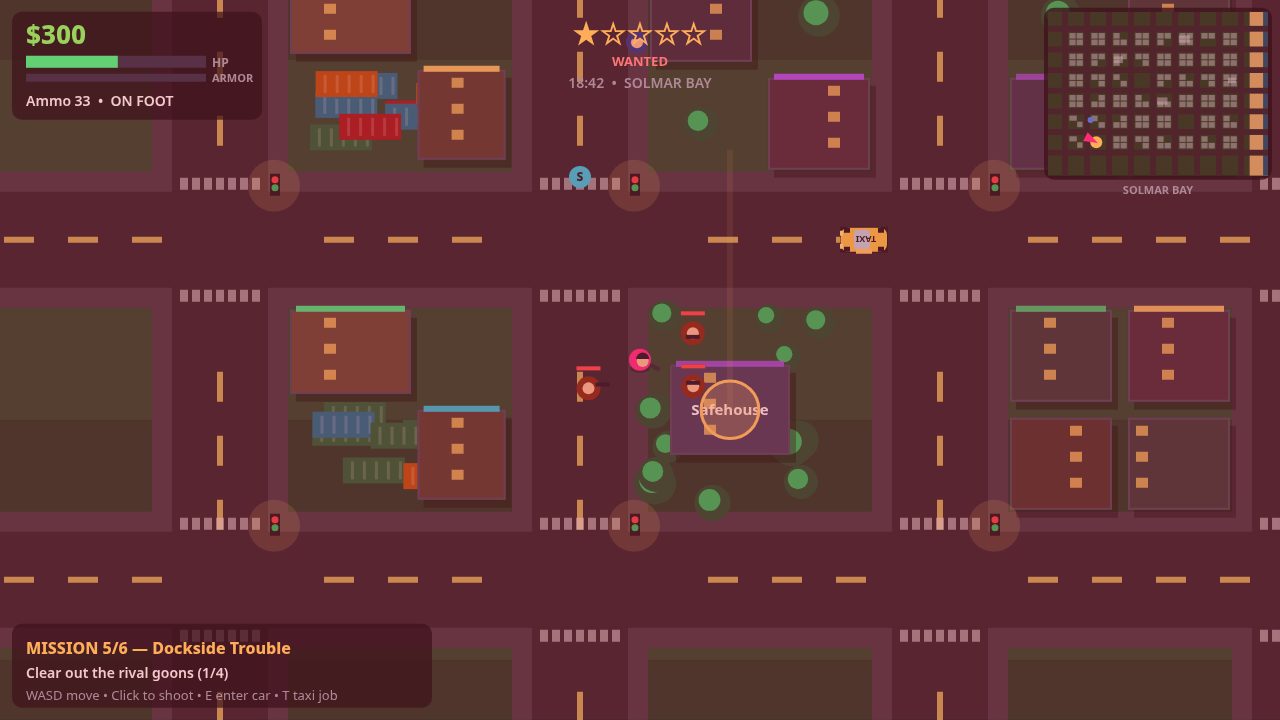 $300
HP
ARMOR
Ammo 33 • ON FOOT
WANTED
18:42 • SOLMAR BAY
SOLMAR BAY
S
TAXI
Safehouse
MISSION 5/6 — Dockside Trouble
Clear out the rival goons (1/4)
WASD move • Click to shoot • E enter car • T taxi job